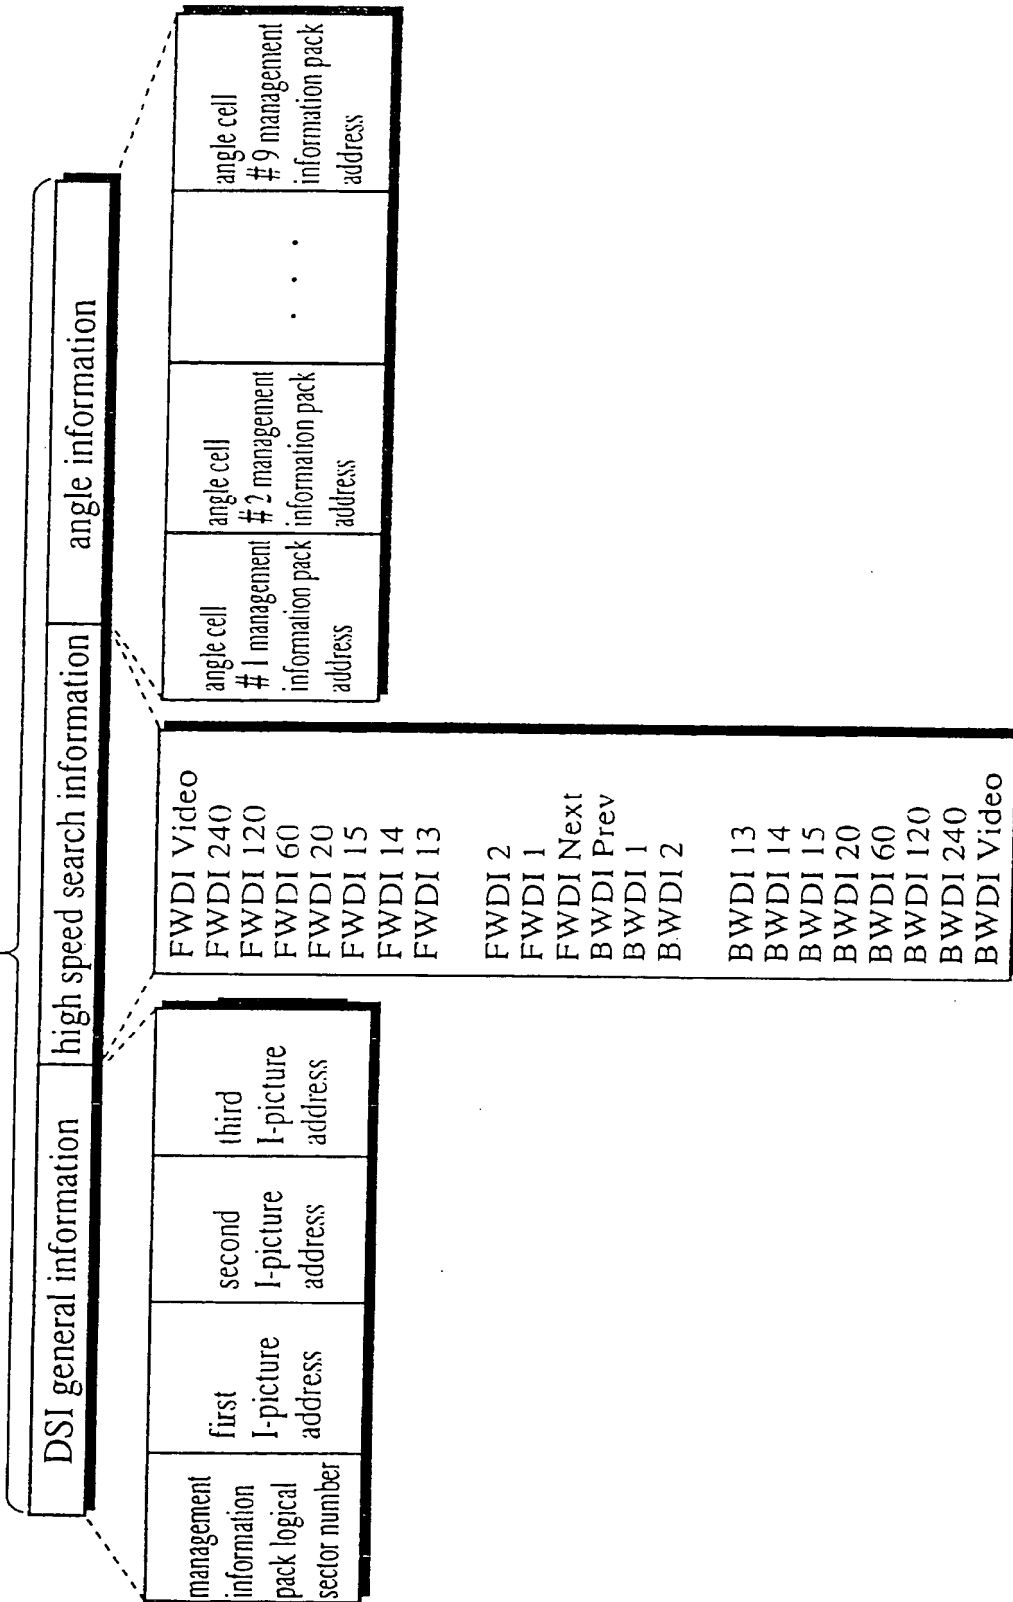 DSI general information
high speed search information
angle information
management
information
pack logical
sector number
first
I-picture
address
second
I-picture
address
third
I-picture
address
FWDI Video
FWDI 240
FWDI 120
FWDI 60
FWDI 20
FWDI 15
FWDI 14
FWDI 13
FWDI 2
FWDI 1
FWDI Next
BWDI Prev
BWDI 1
BWDI 2
BWDI 13
BWDI 14
BWDI 15
BWDI 20
BWDI 60
BWDI 120
BWDI 240
BWDI Video
angle cell
#1 management
information pack
address
angle cell
#2 management
information pack
address
. . .
angle cell
#9 management
information pack
address